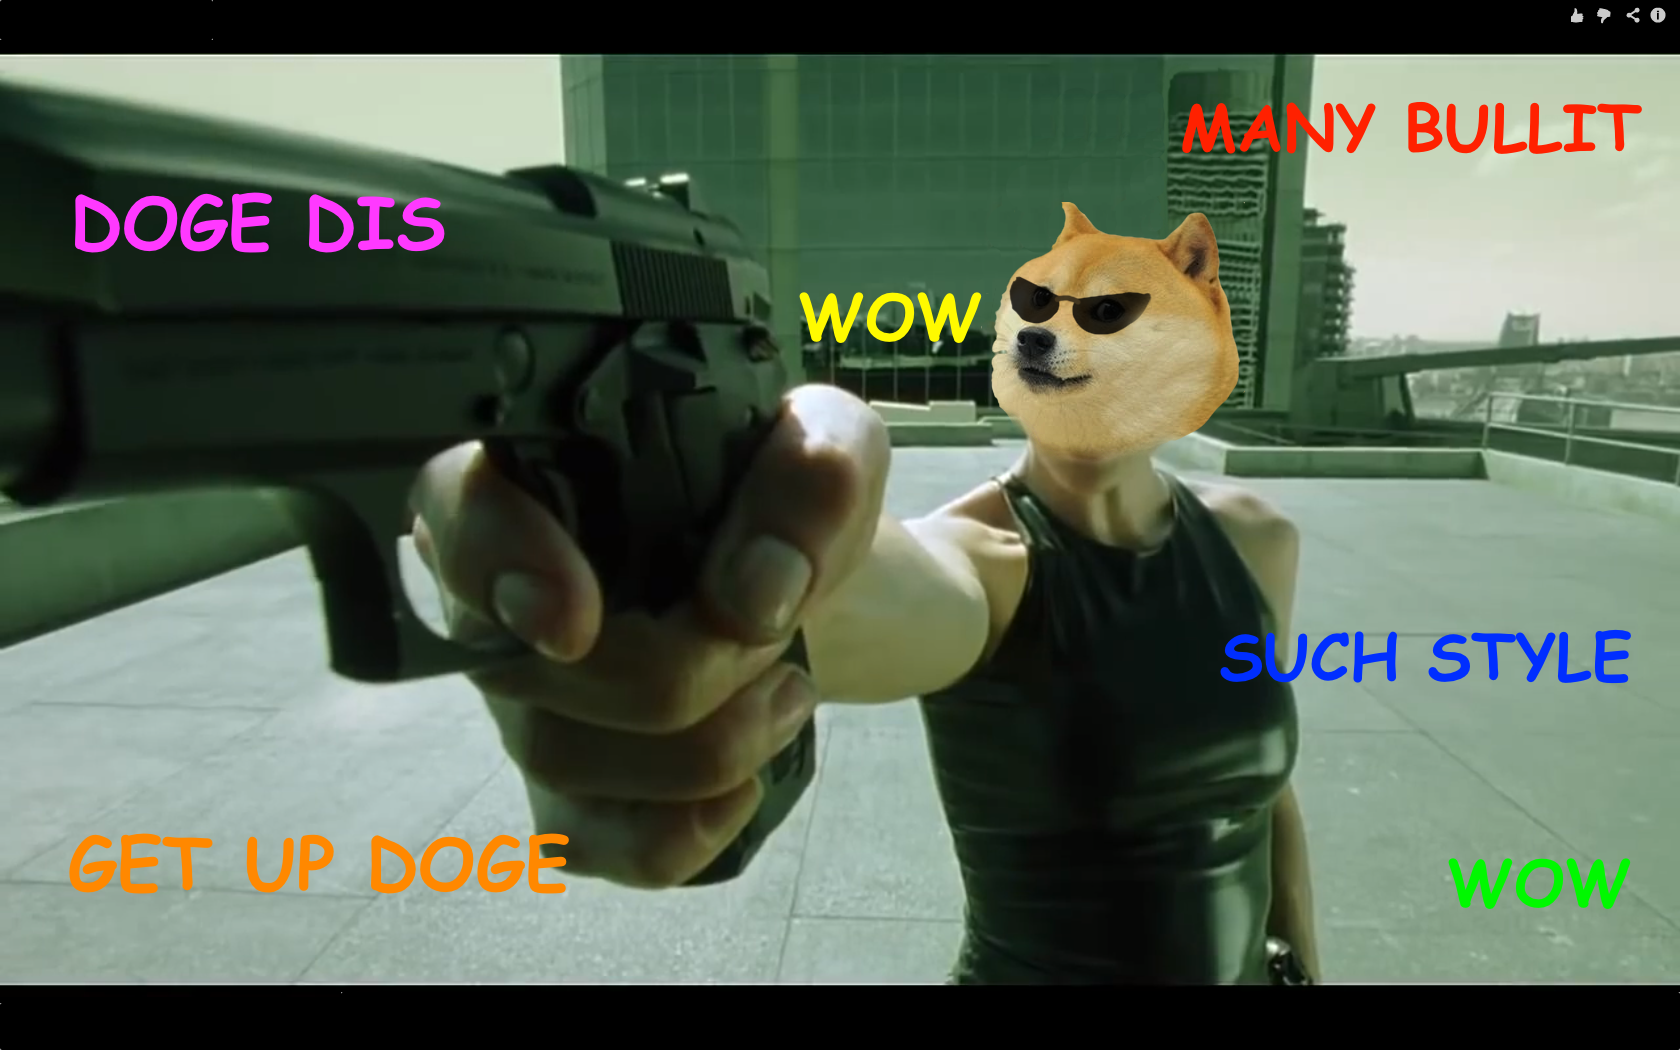 MANY BULLIT
DOGE DIS
WOW
SUCH STYLE
GET UP DOGE
WOW